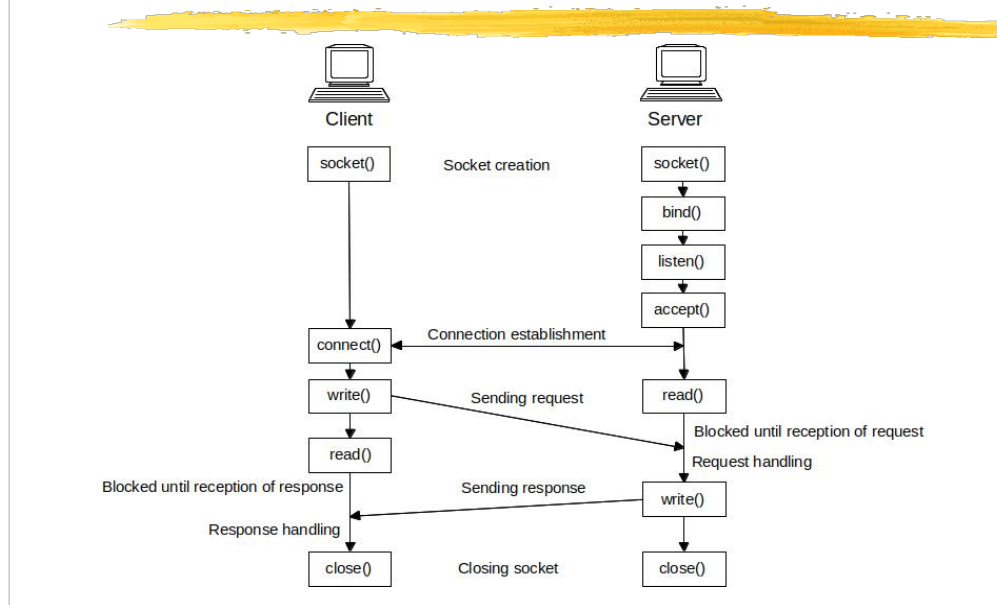 Client
Server
socket()
Socket creation
socket()
bind()
listen()
accept()
Connection establishment
connect()
write()
Sending request
read()
Blocked until reception of request
read()
Request handling
Blocked until reception of response
Sending response
write()
Response handling
close()
Closing socket
close()